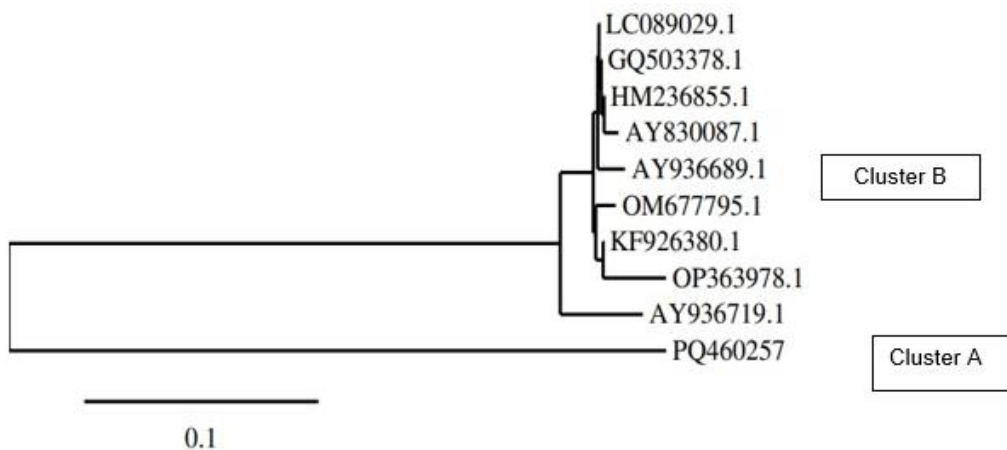 LC089029.1
GQ503378.1
HM236855.1
AY830087.1
AY936689.1
Cluster B
OM677795.1
KF926380.1
OP363978.1
AY936719.1
PQ460257
Cluster A
0.1